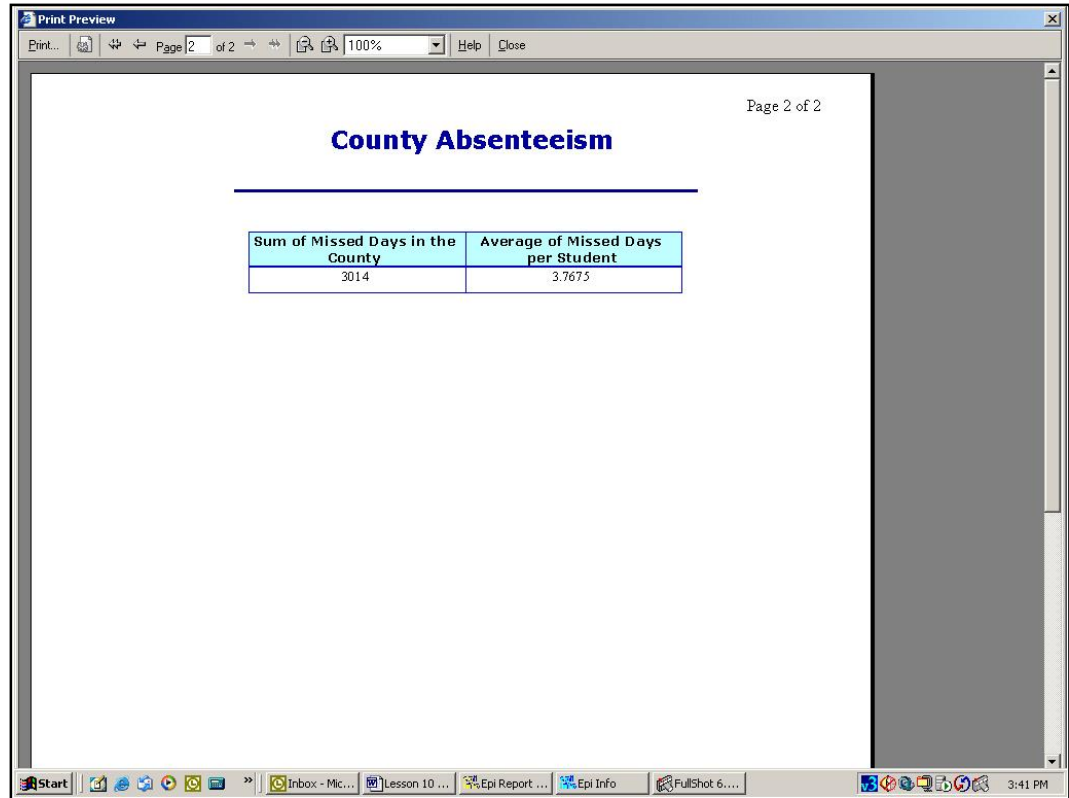 Print Preview
Print... Page 2 of 2 100% Help Close
Page 2 of 2
County Absenteeism
Sum of Missed Days in the County
Average of Missed Days per Student
3014
3.7675
Start » Inbox - Mic... Lesson 10 ... Epi Report ... Epi Info FullShot 6.... 3:41 PM